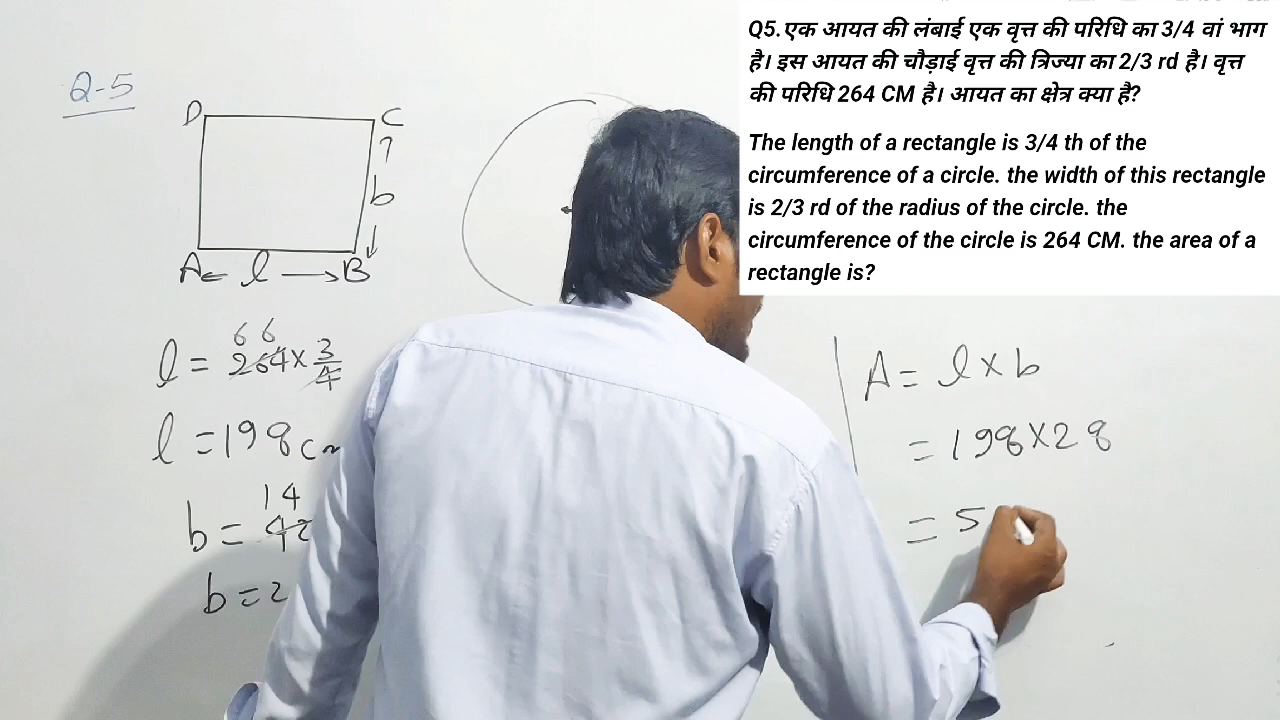 Q5. एक आयत की लंबाई एक वृत्त की परिधि का 3/4 वां भाग
है। इस आयत की चौड़ाई वृत्त की त्रिज्या का 2/3 rd है। वृत्त
की परिधि 264 CM है। आयत का क्षेत्र क्या है?
The length of a rectangle is 3/4 th of the
circumference of a circle. the width of this rectangle
is 2/3 rd of the radius of the circle. the
circumference of the circle is 264 CM. the area of a
rectangle is?
Q-5
D C
b
A l B
66
l = 264 × 3/4
l = 198 cm
14
b = 42
b = 2
A = l × b
= 198 × 28
= 5